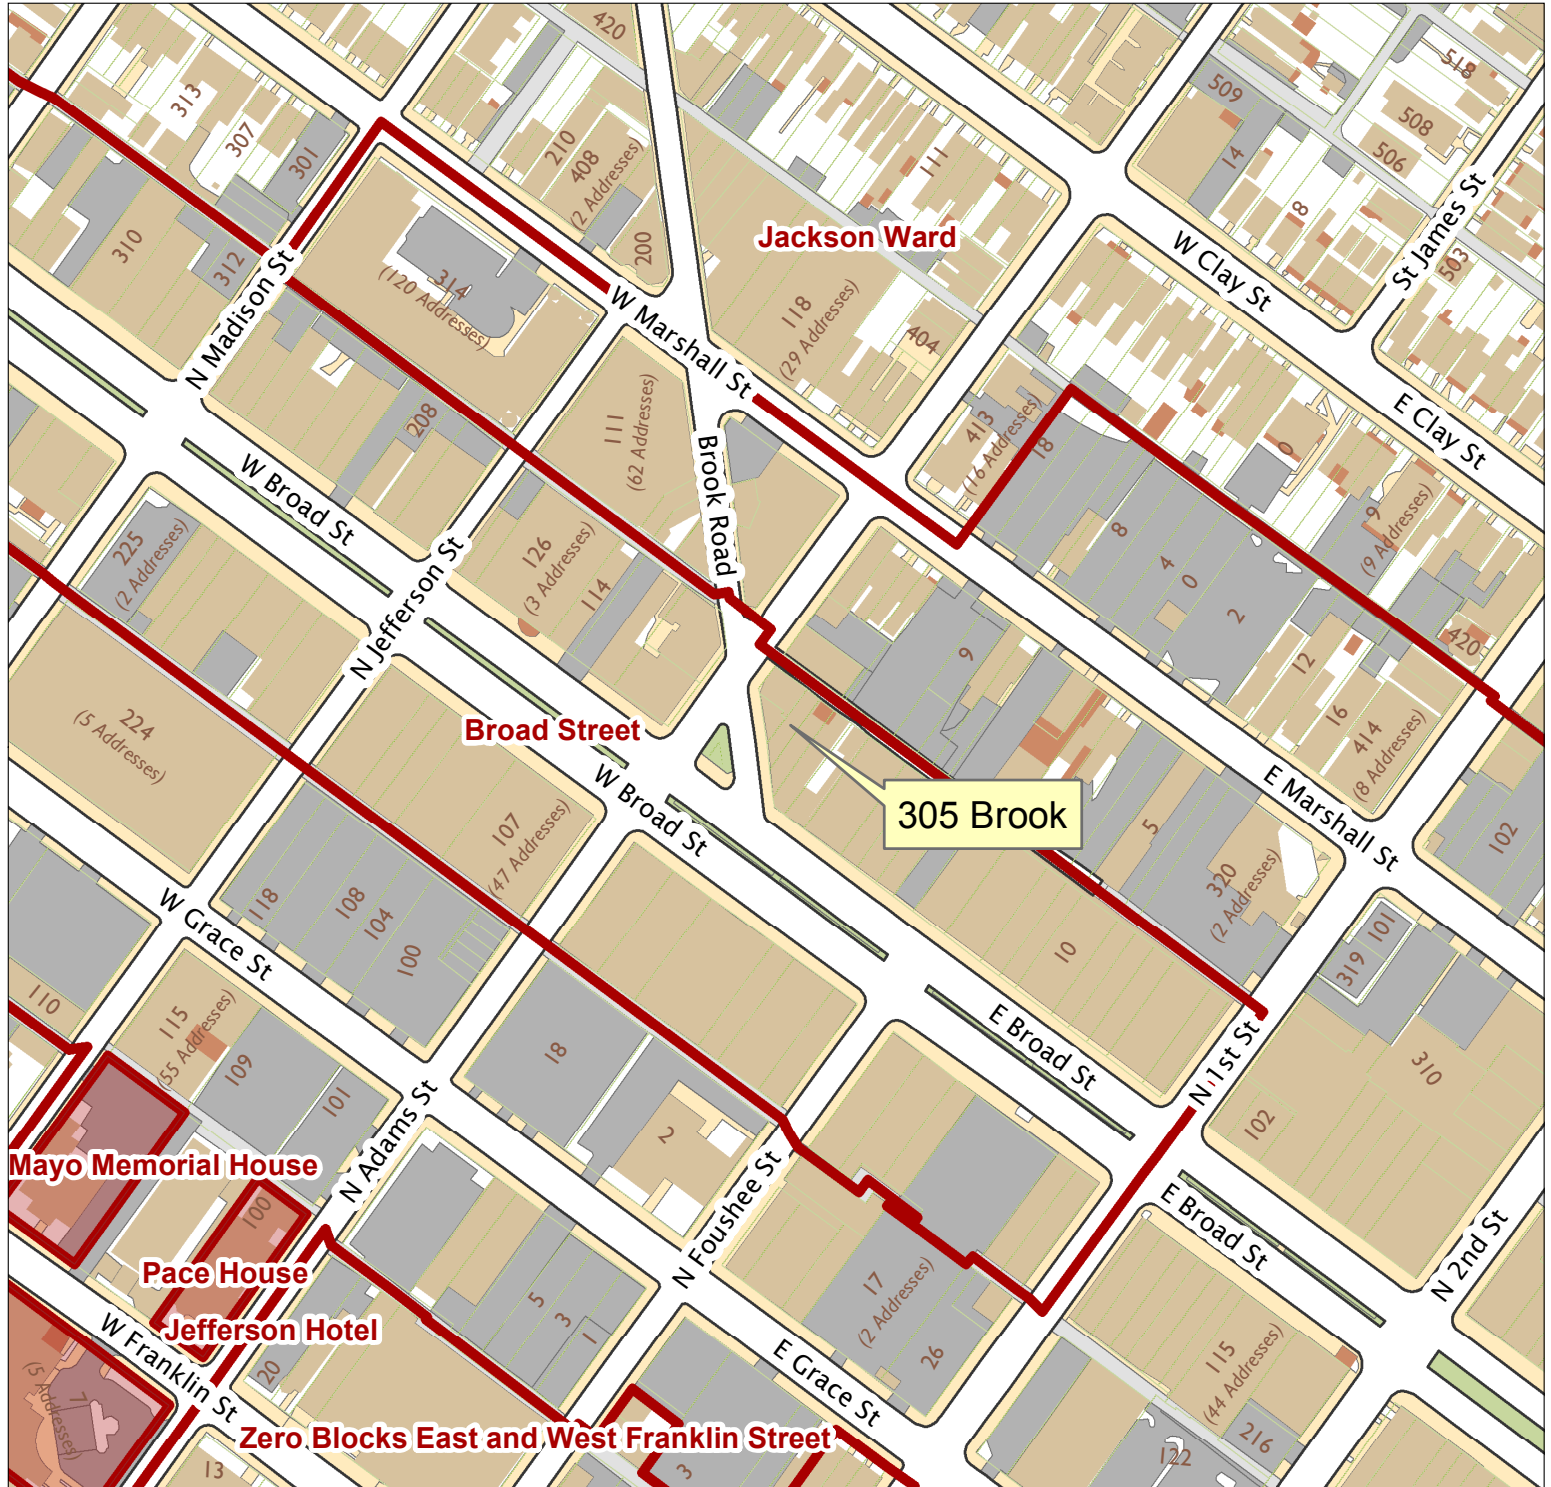 420
518
313
509
508
307
210
408
(2 Addresses)
301
14
506
111
8
St James St
310
312
200
Jackson Ward
W Clay St
503
314
(120 Addresses)
N Madison St
118
(29 Addresses)
404
W Marshall St
E Clay St
208
111
(62 Addresses)
413
(16 Addresses)
18
0
Brook Road
W Broad St
9
(9 Addresses)
225
(2 Addresses)
126
(3 Addresses)
114
8
4
0
2
N Jefferson St
420
9
12
16
414
(8 Addresses)
224
(5 Addresses)
Broad Street
W Broad St
305 Brook
E Marshall St
107
(47 Addresses)
5
102
320
(2 Addresses)
118
108
104
100
W Grace St
10
101
319
110
115
(55 Addresses)
109
101
18
E Broad St
N 1st St
310
102
2
N Adams St
Mayo Memorial House
100
N Foushee St
E Broad St
N 2nd St
Pace House
17
(2 Addresses)
26
5
3
1
Jefferson Hotel
W Franklin St
20
E Grace St
115
(44 Addresses)
7
(5 Addresses)
Zero Blocks East and West Franklin Street
216
122
13
3